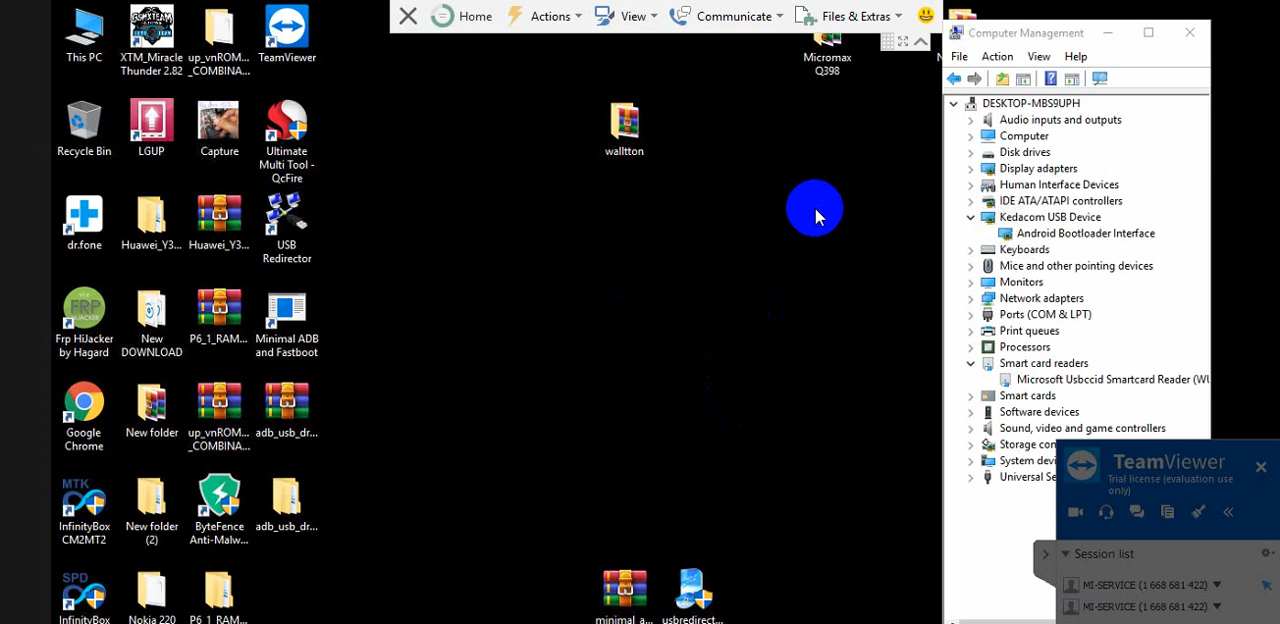 Home
Actions
View
Communicate
Files & Extras
This PC
XTM_Miracle
Thunder 2.82
up_vnROM...
_COMBINA...
TeamViewer
Micromax
Q398
Computer Management
File
Action
View
Help
DESKTOP-MBS9UPH
Audio inputs and outputs
Computer
Disk drives
Display adapters
Human Interface Devices
IDE ATA/ATAPI controllers
Kedacom USB Device
Android Bootloader Interface
Keyboards
Mice and other pointing devices
Monitors
Network adapters
Ports (COM & LPT)
Print queues
Processors
Smart card readers
Microsoft Usbccid Smartcard Reader (WU
Smart cards
Software devices
Sound, video and game controllers
Storage con
System devi
Universal Se
Recycle Bin
LGUP
Capture
Ultimate
Multi Tool -
QcFire
walltton
dr.fone
Huawei_Y3...
Huawei_Y3...
USB
Redirector
FRP
Frp HiJacker
by Hagard
New
DOWNLOAD
P6_1_RAM...
Minimal ADB
and Fastboot
Google
Chrome
New folder
up_vnROM...
_COMBINA...
adb_usb_dr...
MTK
InfinityBox
CM2MT2
New folder
(2)
ByteFence
Anti-Malw...
adb_usb_dr...
SPD
InfinityBox
Nokia 220
P6_1_RAM...
minimal_a...
usbredirect...
TeamViewer
Trial license (evaluation use
only)
Session list
MI-SERVICE (1 668 681 422)
MI-SERVICE (1 668 681 422)